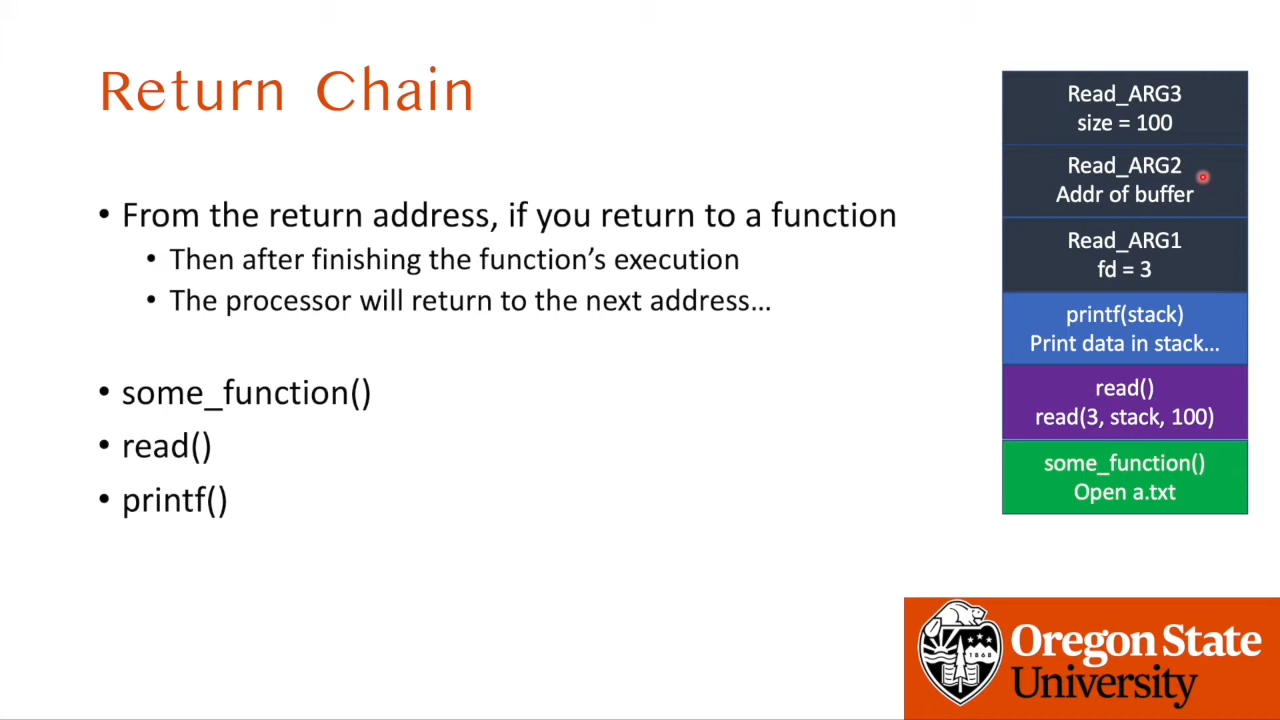 Return Chain
• From the return address, if you return to a function
• Then after finishing the function's execution
• The processor will return to the next address...
• some_function()
• read()
• printf()
Read_ARG3
size = 100
Read_ARG2
Addr of buffer
Read_ARG1
fd = 3
printf(stack)
Print data in stack...
read()
read(3, stack, 100)
some_function()
Open a.txt
1868
Oregon State
University